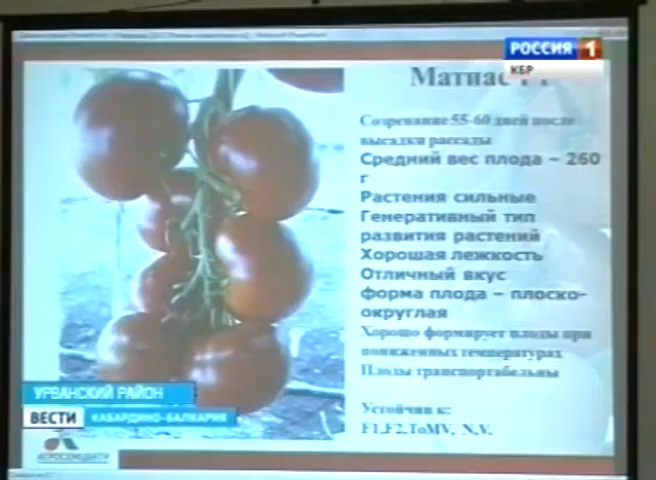 РОССИЯ 1
КБР
Матиас F1
Созревание 55-60 дней после
высадки рассады
Средний вес плода – 260
г
Растения сильные
Генеративный тип
развития растений
Хорошая лежкость
Отличный вкус
форма плода – плоско-
округлая
Хорошо формирует плоды при
пониженных температурах
Плоды транспортабельны
Устойчив к:
F1,F2,ToMV, N,V.
УРВАНСКИЙ РАЙОН
ВЕСТИ КАБАРДИНО-БАЛКАРИЯ
АГРОСЕМЦЕНТР